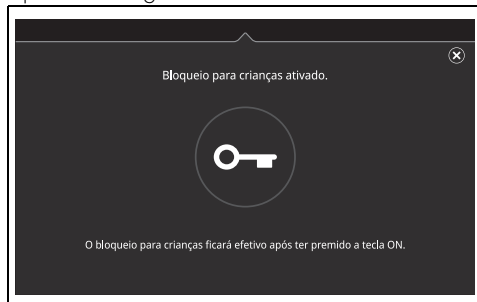 Bloqueio para crianças ativado.
O bloqueio para crianças ficará efetivo após ter premido a tecla ON.